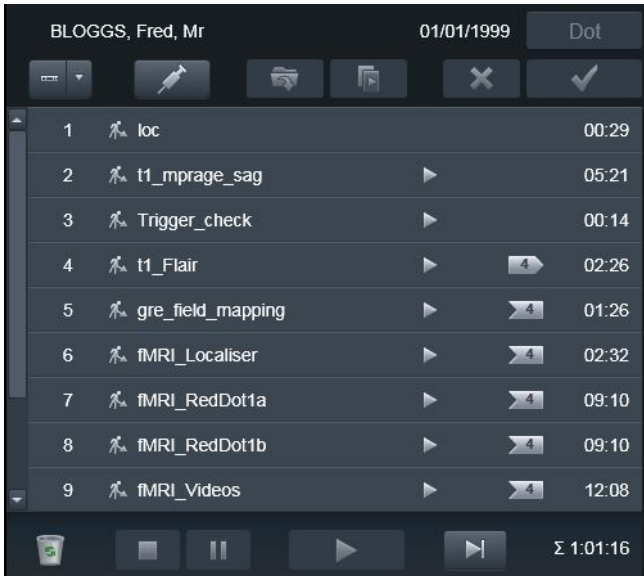 BLOGGS, Fred, Mr 01/01/1999 Dot
1 loc 00:29
2 t1_mprage_sag 05:21
3 Trigger_check 00:14
4 t1_Flair 4 02:26
5 gre_field_mapping 4 01:26
6 fMRI_Localiser 4 02:32
7 fMRI_RedDot1a 4 09:10
8 fMRI_RedDot1b 4 09:10
9 fMRI_Videos 4 12:08
Σ 1:01:16